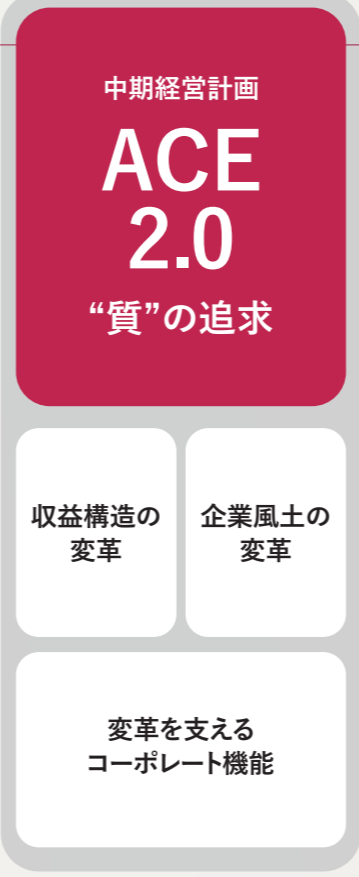 中期経営計画
ACE
2.0
“質”の追求
収益構造の
変革
企業風土の
変革
変革を支える
コーポレート機能